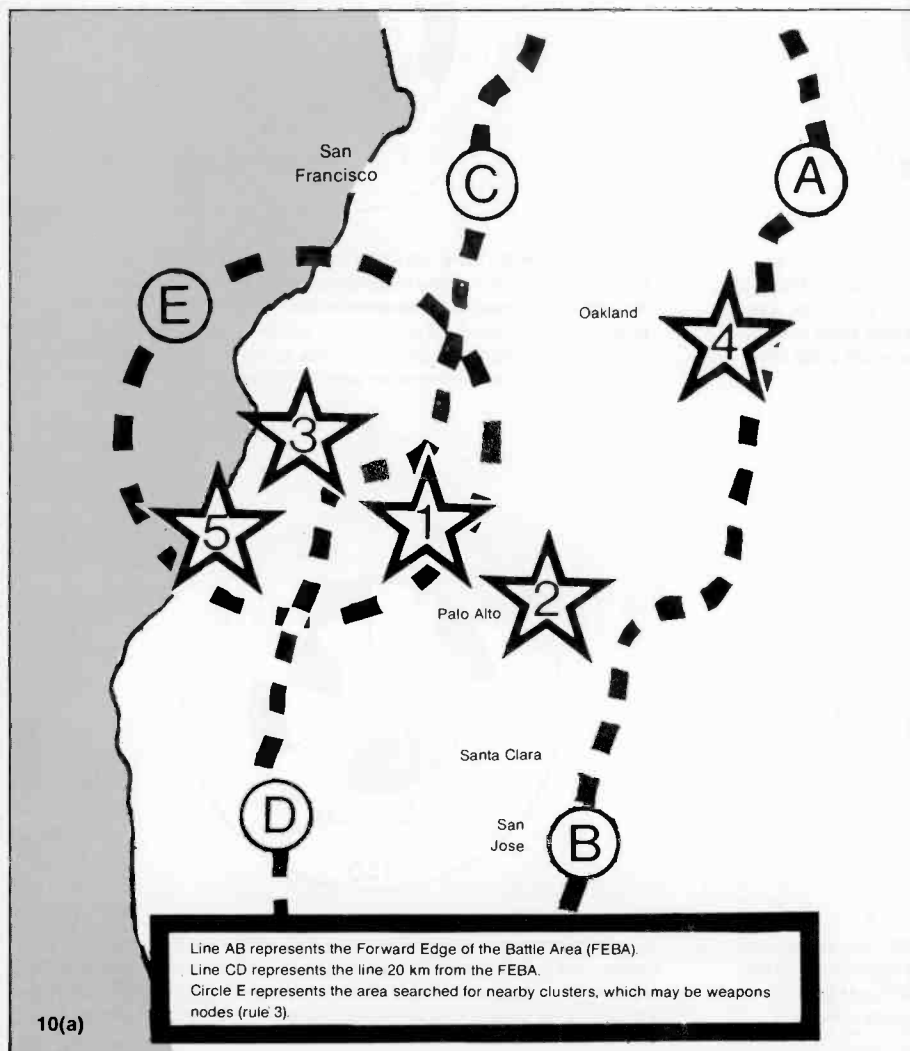 San
Francisco
C
A
E
Oakland
4
3
5
1
2
Palo Alto
Santa Clara
D
San
Jose
B
Line AB represents the Forward Edge of the Battle Area (FEBA).
Line CD represents the line 20 km from the FEBA.
Circle E represents the area searched for nearby clusters, which may be weapons
nodes (rule 3).
10(a)